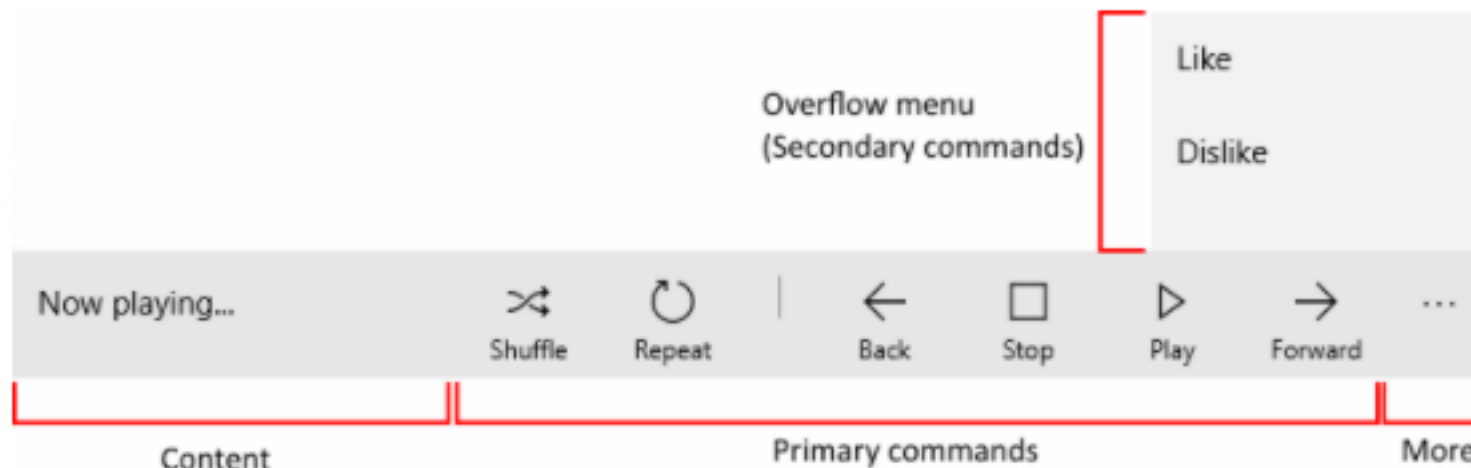 Like
Overflow menu
(Secondary commands)
Dislike
Now playing...
Shuffle Repeat Back Stop Play Forward
Content Primary commands More